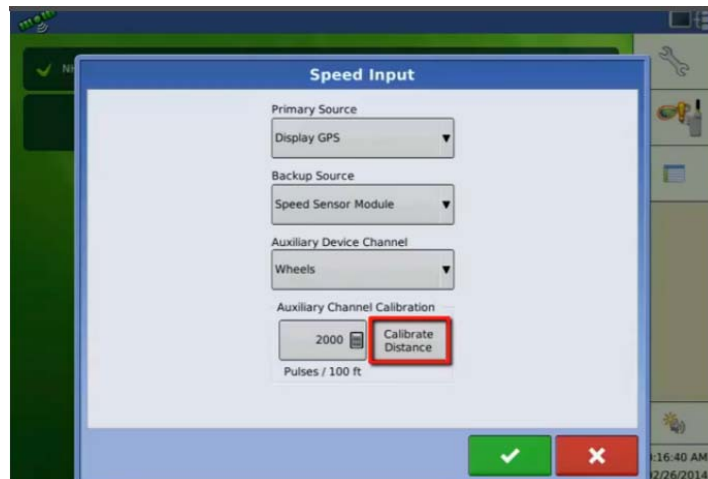 Speed Input
Primary Source
Display GPS
Backup Source
Speed Sensor Module
Auxiliary Device Channel
Wheels
Auxiliary Channel Calibration
2000
Calibrate
Distance
Pulses / 100 ft
:16:40 AM
02/26/2014